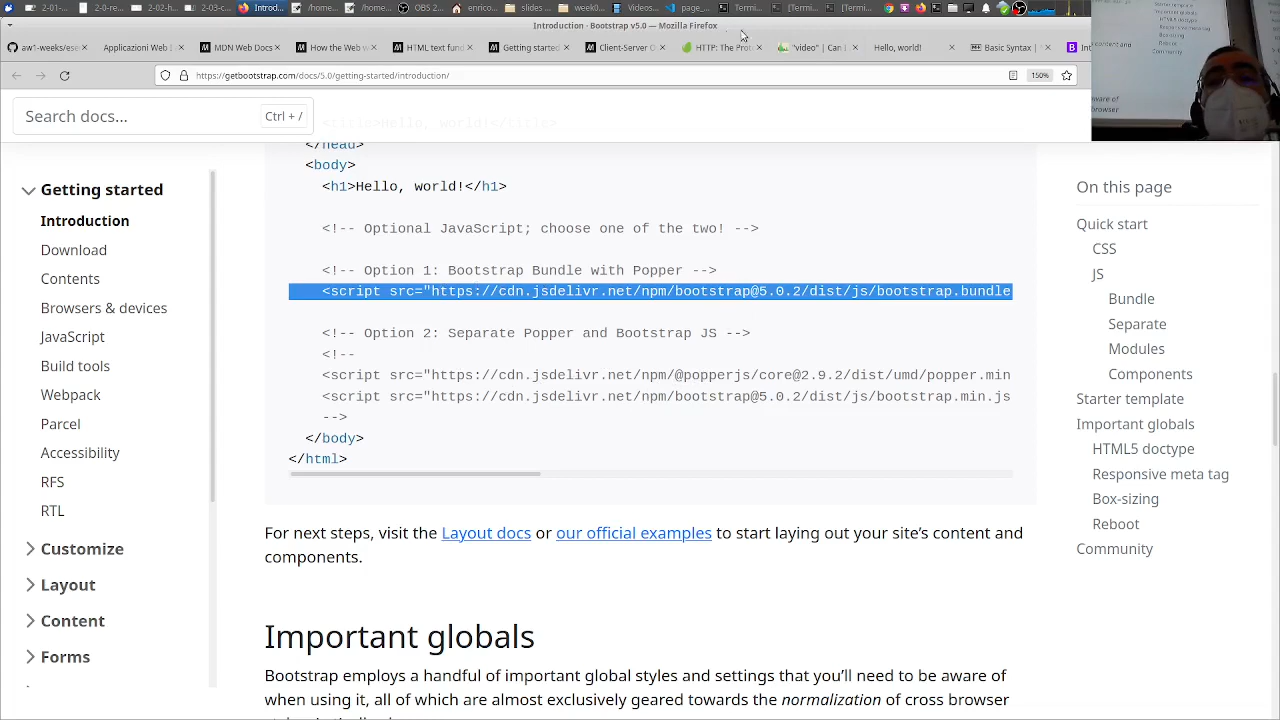 Introduction · Bootstrap v5.0 — Mozilla Firefox
aw1-weeks/ese
Applicazioni Web I
MDN Web Docs
How the Web w
HTML text fund
Getting started
Client-Server O
HTTP: The Pro
"video" | Can I
Hello, world!
Basic Syntax |
https://getbootstrap.com/docs/5.0/getting-started/introduction/
150%
Search docs...
Ctrl + /
<title>Hello, world!</title>
</head>
<body>
<h1>Hello, world!</h1>
<!-- Optional JavaScript; choose one of the two! -->
<!-- Option 1: Bootstrap Bundle with Popper -->
<script src="https://cdn.jsdelivr.net/npm/bootstrap@5.0.2/dist/js/bootstrap.bundle
<!-- Option 2: Separate Popper and Bootstrap JS -->
<!--
<script src="https://cdn.jsdelivr.net/npm/@popperjs/core@2.9.2/dist/umd/popper.min
<script src="https://cdn.jsdelivr.net/npm/bootstrap@5.0.2/dist/js/bootstrap.min.js
-->
</body>
</html>
For next steps, visit the Layout docs or our official examples to start laying out your site's content and
components.
Important globals
Bootstrap employs a handful of important global styles and settings that you'll need to be aware of
when using it, all of which are almost exclusively geared towards the normalization of cross browser
Getting started
Introduction
Download
Contents
Browsers & devices
JavaScript
Build tools
Webpack
Parcel
Accessibility
RFS
RTL
Customize
Layout
Content
Forms
On this page
Quick start
CSS
JS
Bundle
Separate
Modules
Components
Starter template
Important globals
HTML5 doctype
Responsive meta tag
Box-sizing
Reboot
Community